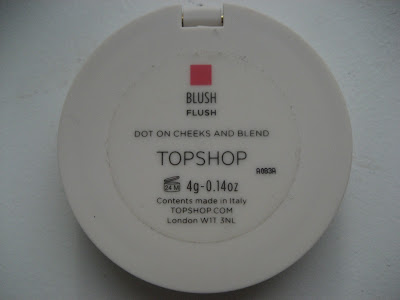 BLUSH
FLUSH
DOT ON CHEEKS AND BLEND
TOPSHOP
24 M 4g-0.14oz
Contents made in Italy
TOPSHOP.COM
London W1T 3NL